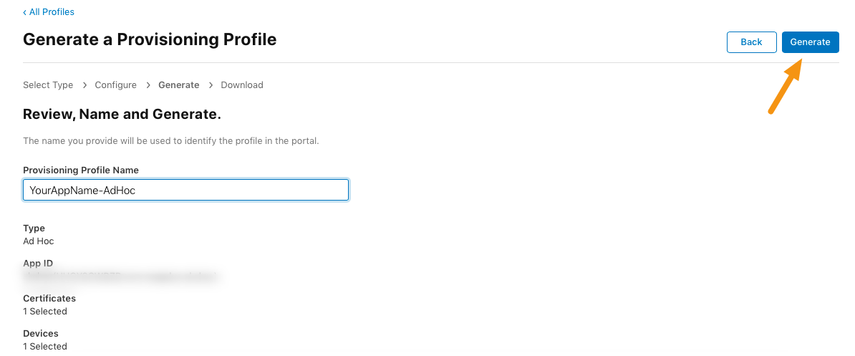 ‹ All Profiles
Generate a Provisioning Profile
Back
Generate
Select Type > Configure > Generate > Download
Review, Name and Generate.
The name you provide will be used to identify the profile in the portal.
Provisioning Profile Name
YourAppName-AdHoc
Type
Ad Hoc
App ID
Certificates
1 Selected
Devices
1 Selected